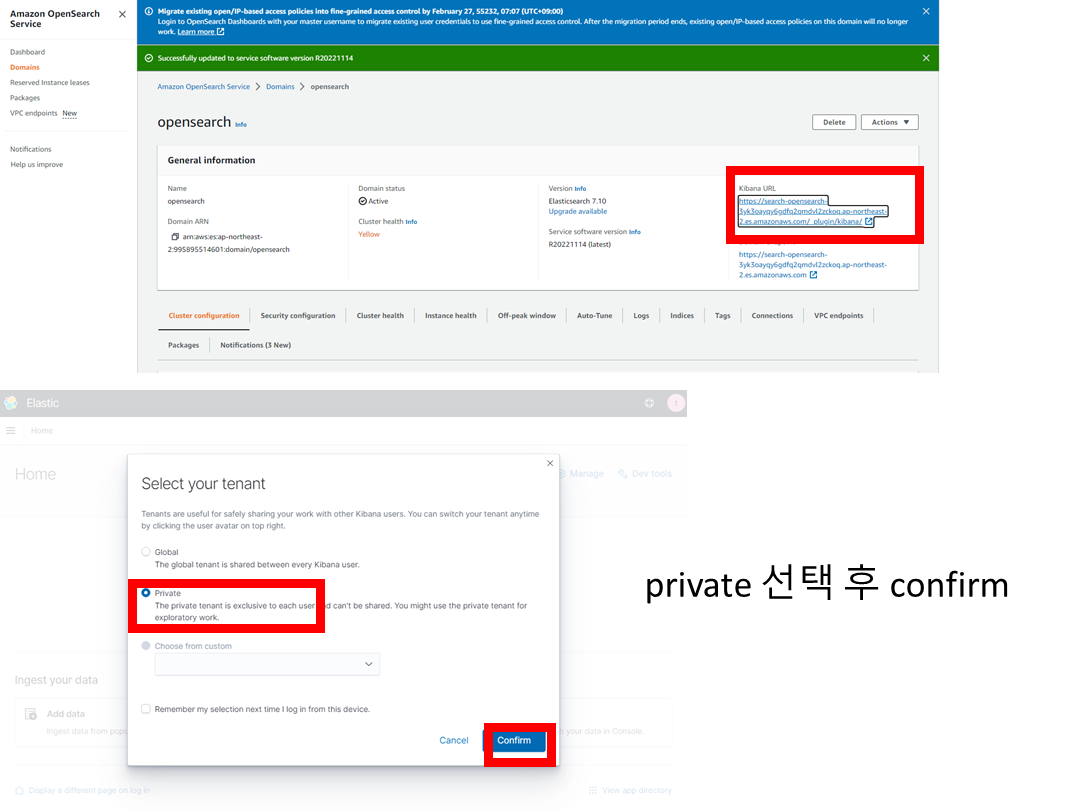 Amazon OpenSearch
Service
Dashboard
Domains
Reserved Instance leases
Packages
VPC endpoints New
Notifications
Help us improve
Migrate existing open/IP-based access policies into fine-grained access control by February 27, 55232, 07:07 (UTC+09:00)
Login to OpenSearch Dashboards with your master username to migrate existing user credentials to use fine-grained access control. After the migration period ends, existing open/IP-based access policies on this domain will no longer
work. Learn more
Successfully updated to service software version R20221114
Amazon OpenSearch Service > Domains > opensearch
opensearch Info
Delete
Actions
General information
Name
opensearch
Domain ARN
arn:aws:es:ap-northeast-
2:995895514601:domain/opensearch
Domain status
Active
Cluster health Info
Yellow
Version Info
Elasticsearch 7.10
Upgrade available
Service software version Info
R20221114 (latest)
Kibana URL
https://search-opensearch-
3yk3oayqy6gdfq2qmdvl2zckoq.ap-northeast-
2.es.amazonaws.com/_plugin/kibana/
https://search-opensearch-
3yk3oayqy6gdfq2qmdvl2zckoq.ap-northeast-
2.es.amazonaws.com
Cluster configuration
Security configuration
Cluster health
Instance health
Off-peak window
Auto-Tune
Logs
Indices
Tags
Connections
VPC endpoints
Packages
Notifications (3 New)
Elastic
Home
Home
Manage
Dev tools
Select your tenant
Tenants are useful for safely sharing your work with other Kibana users. You can switch your tenant anytime
by clicking the user avatar on top right.
Global
The global tenant is shared between every Kibana user.
Private
The private tenant is exclusive to each user and can't be shared. You might use the private tenant for
exploratory work.
Choose from custom
Remember my selection next time I log in from this device.
Cancel
Confirm
Ingest your data
Add data
Ingest data from
your data in Console.
Display a different page on log in
View app directory
private 선택 후 confirm